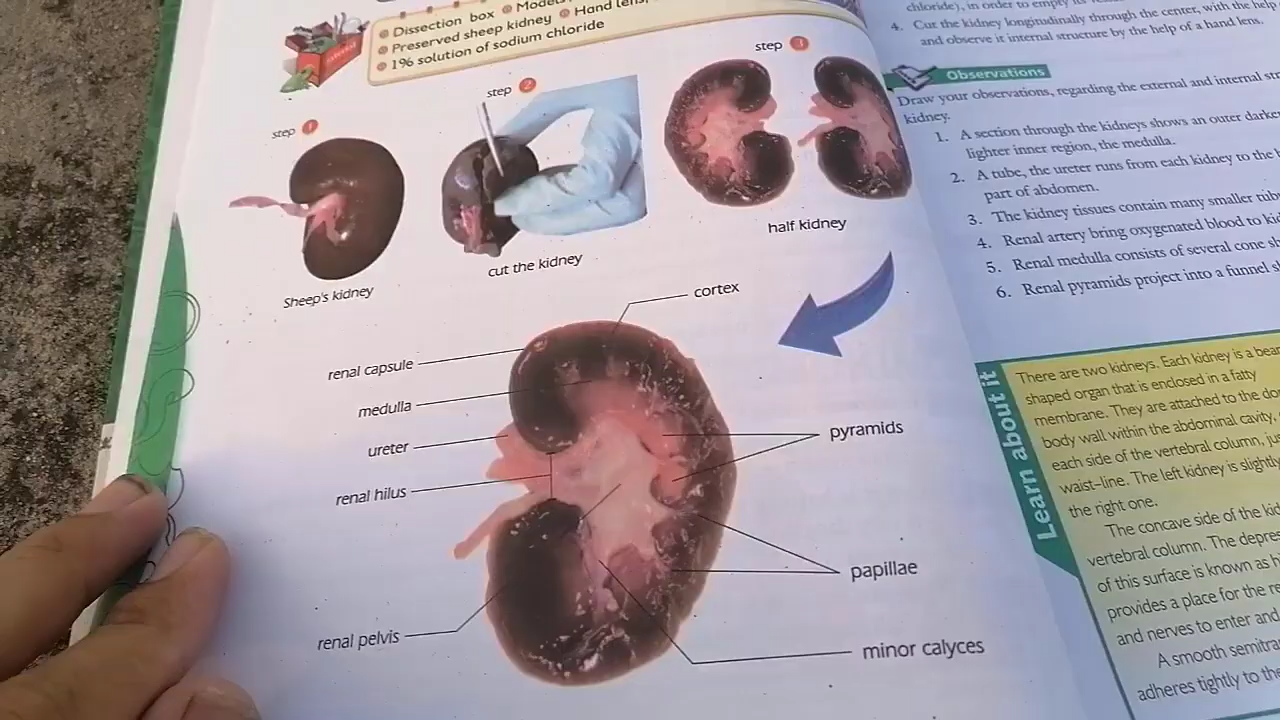 Dissection box
Preserved sheep kidney Hand lens,
1% solution of sodium chloride
step 1
step 2
step 3
Sheep's kidney
cut the kidney
half kidney
cortex
renal capsule
medulla
ureter
renal hilus
renal pelvis
pyramids
papillae
minor calyces
chloride), in order to empty its
4. Cut the kidney longitudinally through the center, with the help
and observe it internal structure by the help of a hand lens.
Observations
Draw your observations, regarding the external and internal
kidney.
1. A section through the kidneys shows an outer
lighter inner region, the medulla.
2. A tube, the ureter runs from each kidney to the
part of abdomen.
3. The kidney tissues contain many smaller
4. Renal artery bring oxygenated blood to
5. Renal medulla consists of several cone
6. Renal pyramids project into a funnel
Learn about it
There are two kidneys. Each kidney is a
shaped organ that is enclosed in a fatty
membrane. They are attached to the
body wall within the abdominal cavity,
each side of the vertebral column,
waist-line. The left kidney is slightly
the right one.
The concave side of the
vertebral column. The
of this surface is known as
provides a place for the
and nerves to enter and
A smooth
adheres tightly to the